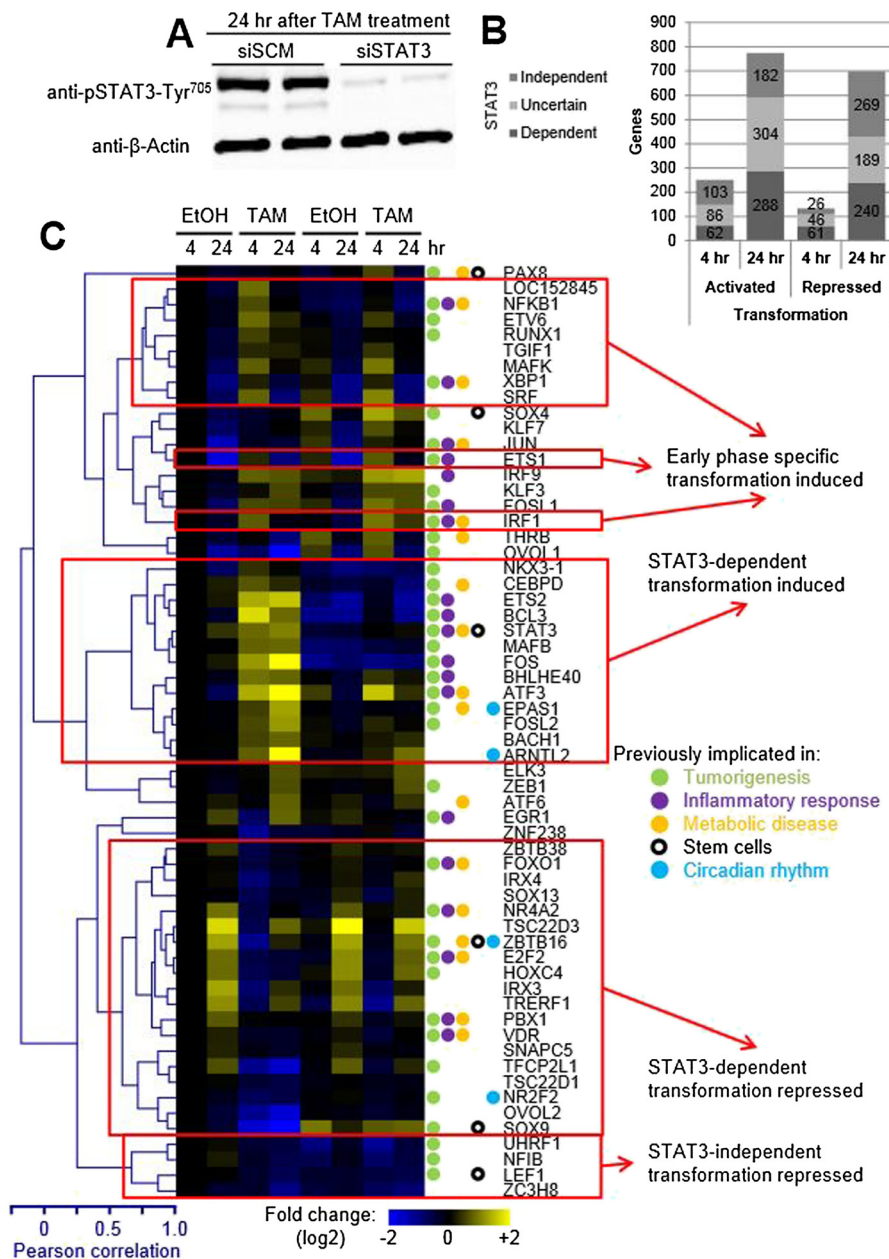 A
24 hr after TAM treatment
siSCM siSTAT3
anti-pSTAT3-Tyr705
anti-β-Actin
B
STAT3
Independent
Uncertain
Dependent
Genes
900
800
700
600
500
400
300
200
100
0
103
86
62
182
304
288
26
46
61
269
189
240
4 hr 24 hr 4 hr 24 hr
Activated Repressed
Transformation
C
EtOH TAM EtOH TAM
4 24 4 24 4 24 4 24 hr
PAX8
LOC152845
NFKB1
ETV6
RUNX1
TGIF1
MAFK
XBP1
SRF
SOX4
KLF7
JUN
ETS1
IRF9
KLF3
FOSL1
IRF1
THRB
OVOL1
NKX3-1
CEBPD
ETS2
BCL3
STAT3
MAFB
FOS
BHLHE40
ATF3
EPAS1
FOSL2
BACH1
ARNTL2
ELK3
ZEB1
ATF6
EGR1
ZNF238
ZBTB38
FOXO1
IRX4
SOX13
NR4A2
TSC22D3
ZBTB16
E2F2
HOXC4
IRX3
TRERF1
PBX1
VDR
SNAPC5
TFCP2L1
TSC22D1
NR2F2
OVOL2
SOX9
UHRF1
NFIB
LEF1
ZC3H8
Early phase specific
transformation induced
STAT3-dependent
transformation induced
Previously implicated in:
Tumorigenesis
Inflammatory response
Metabolic disease
Stem cells
Circadian rhythm
STAT3-dependent
transformation repressed
STAT3-independent
transformation repressed
0 0.5 1.0
Pearson correlation
Fold change:
(log2)
-2 0 +2